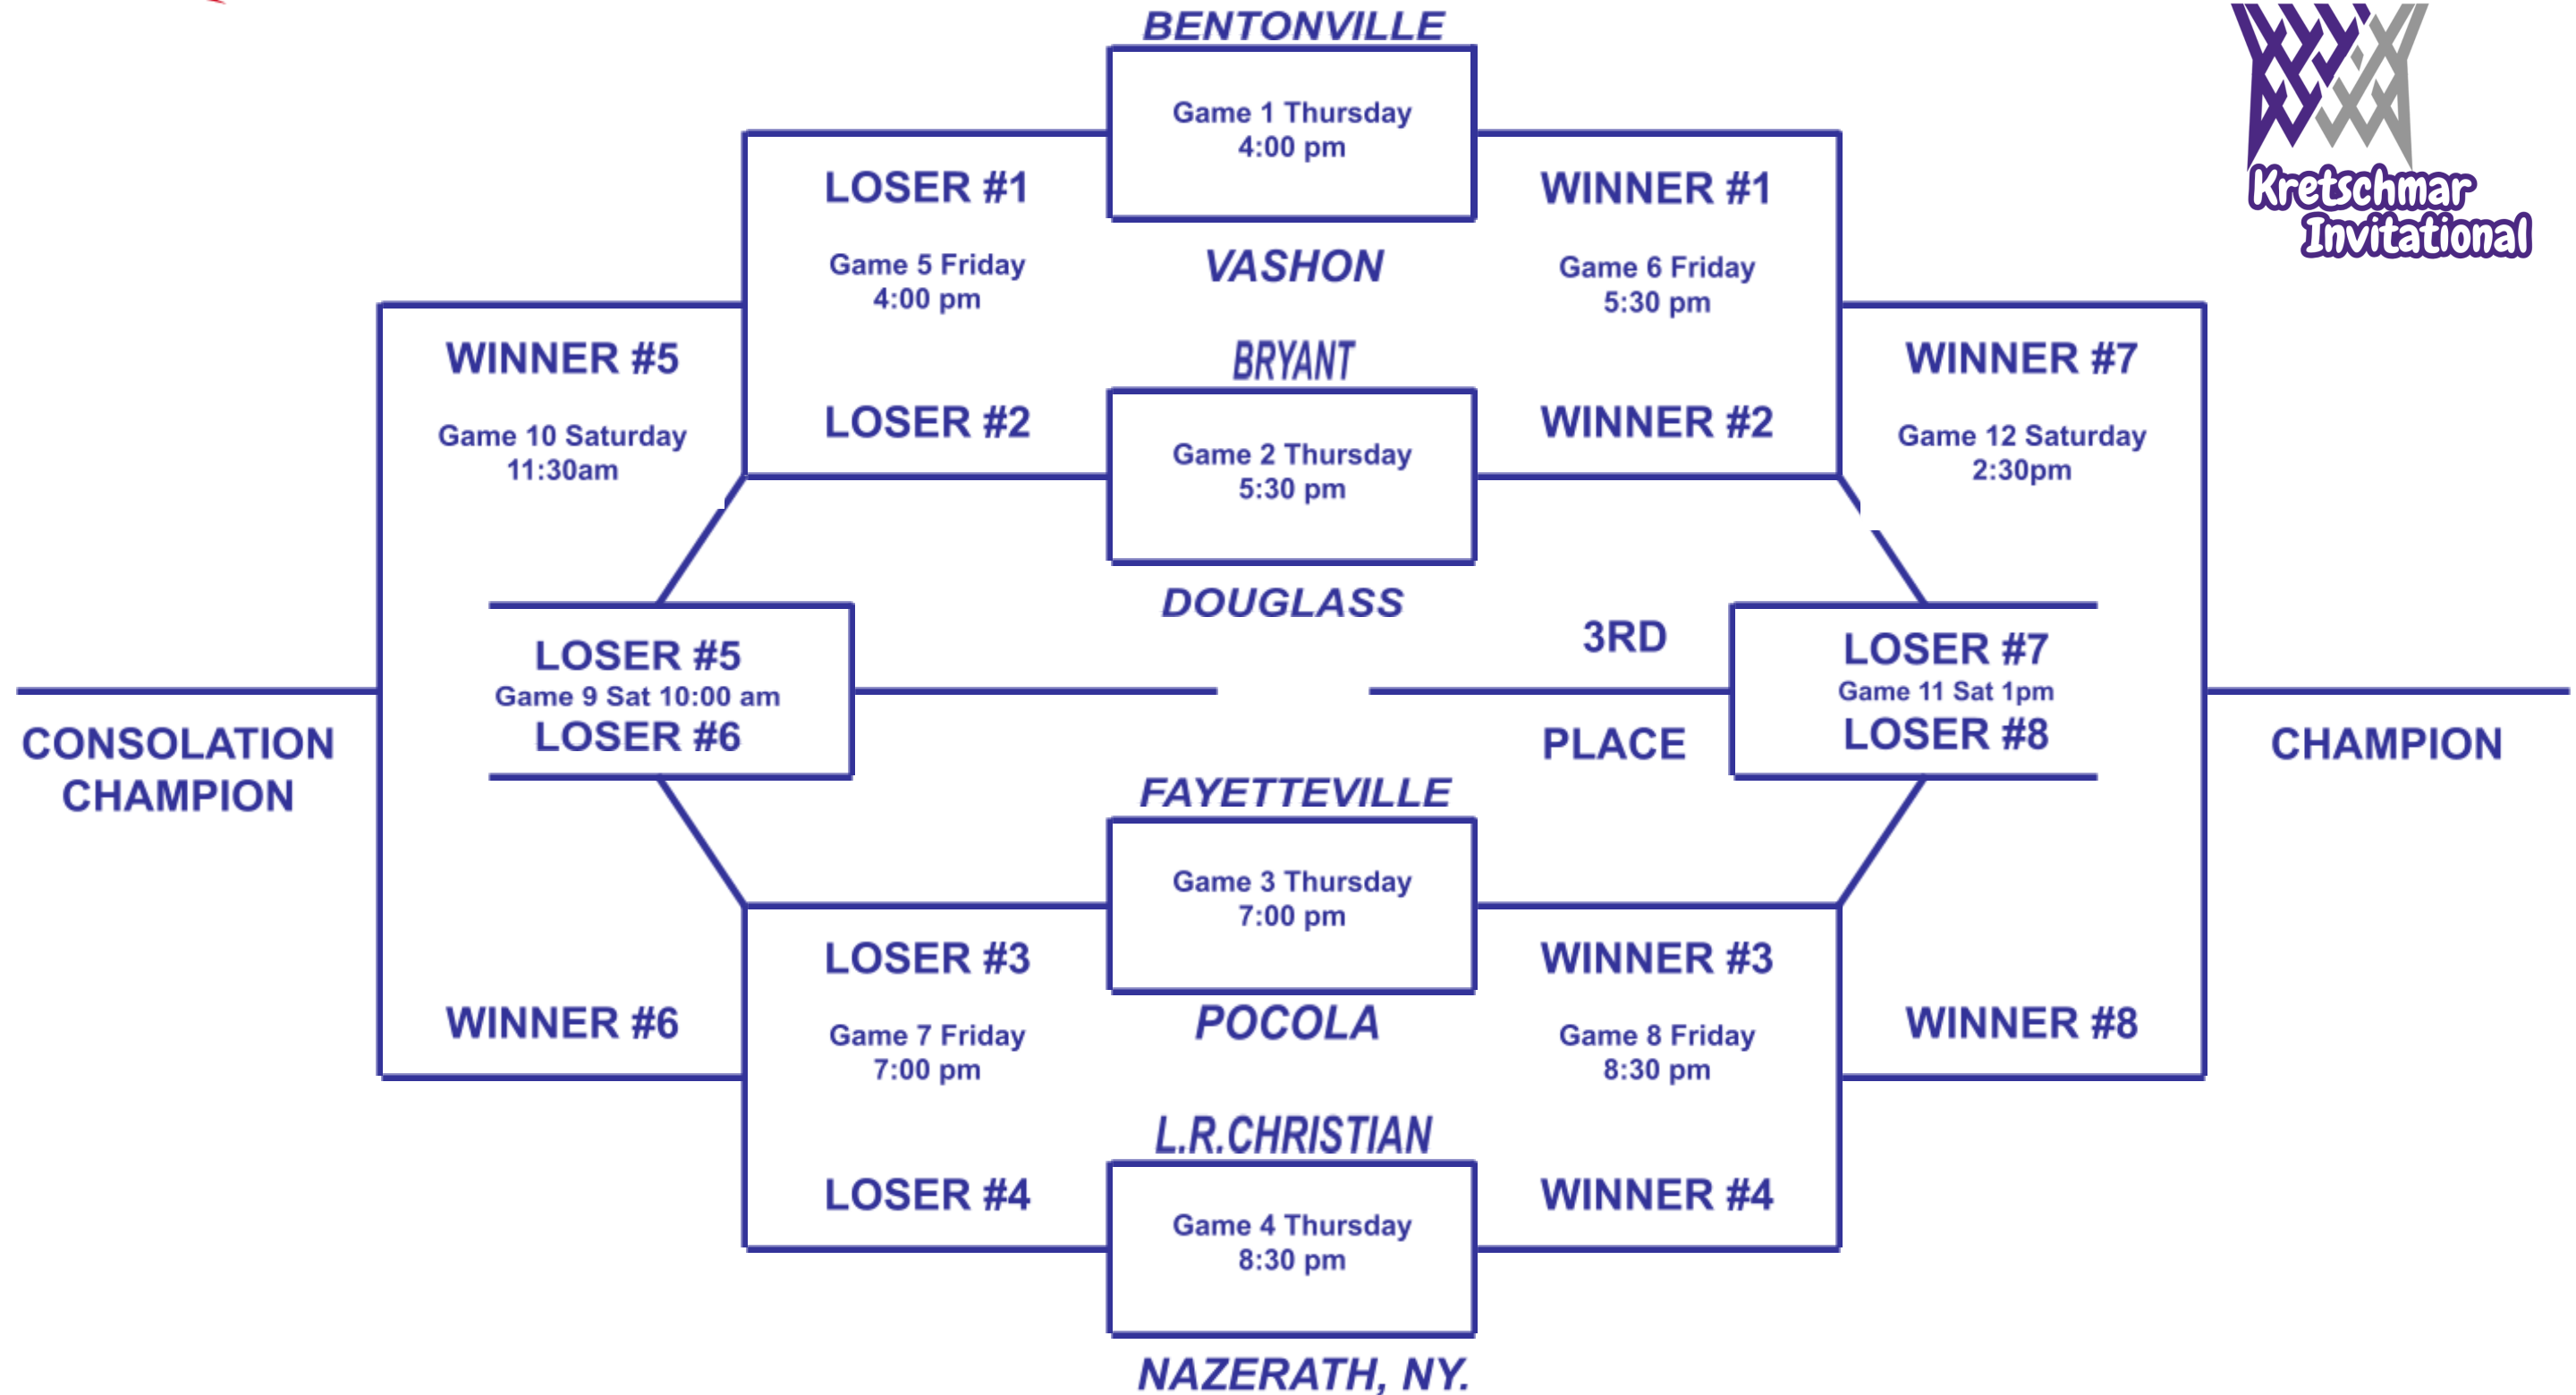 BENTONVILLE
Game 1 Thursday
4:00 pm
VASHON
LOSER #1
Game 5 Friday
4:00 pm
LOSER #2
WINNER #1
Game 6 Friday
5:30 pm
WINNER #2
BRYANT
Game 2 Thursday
5:30 pm
DOUGLASS
WINNER #5
Game 10 Saturday
11:30am
WINNER #6
WINNER #7
Game 12 Saturday
2:30pm
WINNER #8
LOSER #5
Game 9 Sat 10:00 am
LOSER #6
3RD
PLACE
LOSER #7
Game 11 Sat 1pm
LOSER #8
CONSOLATION
CHAMPION
CHAMPION
FAYETTEVILLE
Game 3 Thursday
7:00 pm
POCOLA
LOSER #3
Game 7 Friday
7:00 pm
LOSER #4
WINNER #3
Game 8 Friday
8:30 pm
WINNER #4
L.R.CHRISTIAN
Game 4 Thursday
8:30 pm
NAZERATH, NY.
Kretschmar
Invitational